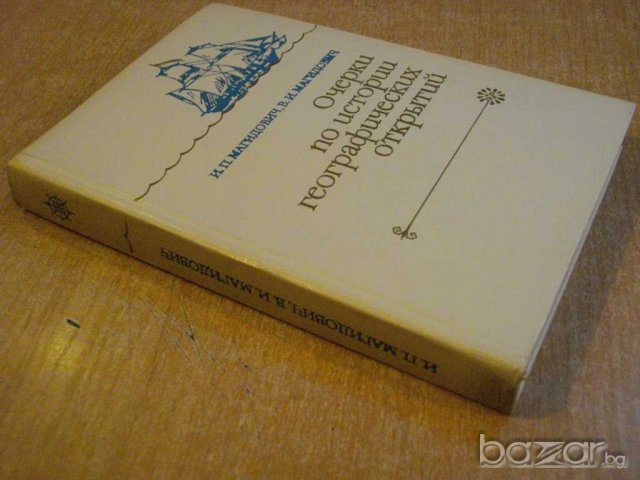 И.П.МАГИДОВИЧ, В.И.МАГИДОВИЧ
Очерки
по истории
географических
открытий
И.П. МАГИДОВИЧ, В. И. МАГИДОВИЧ
bazar.bg